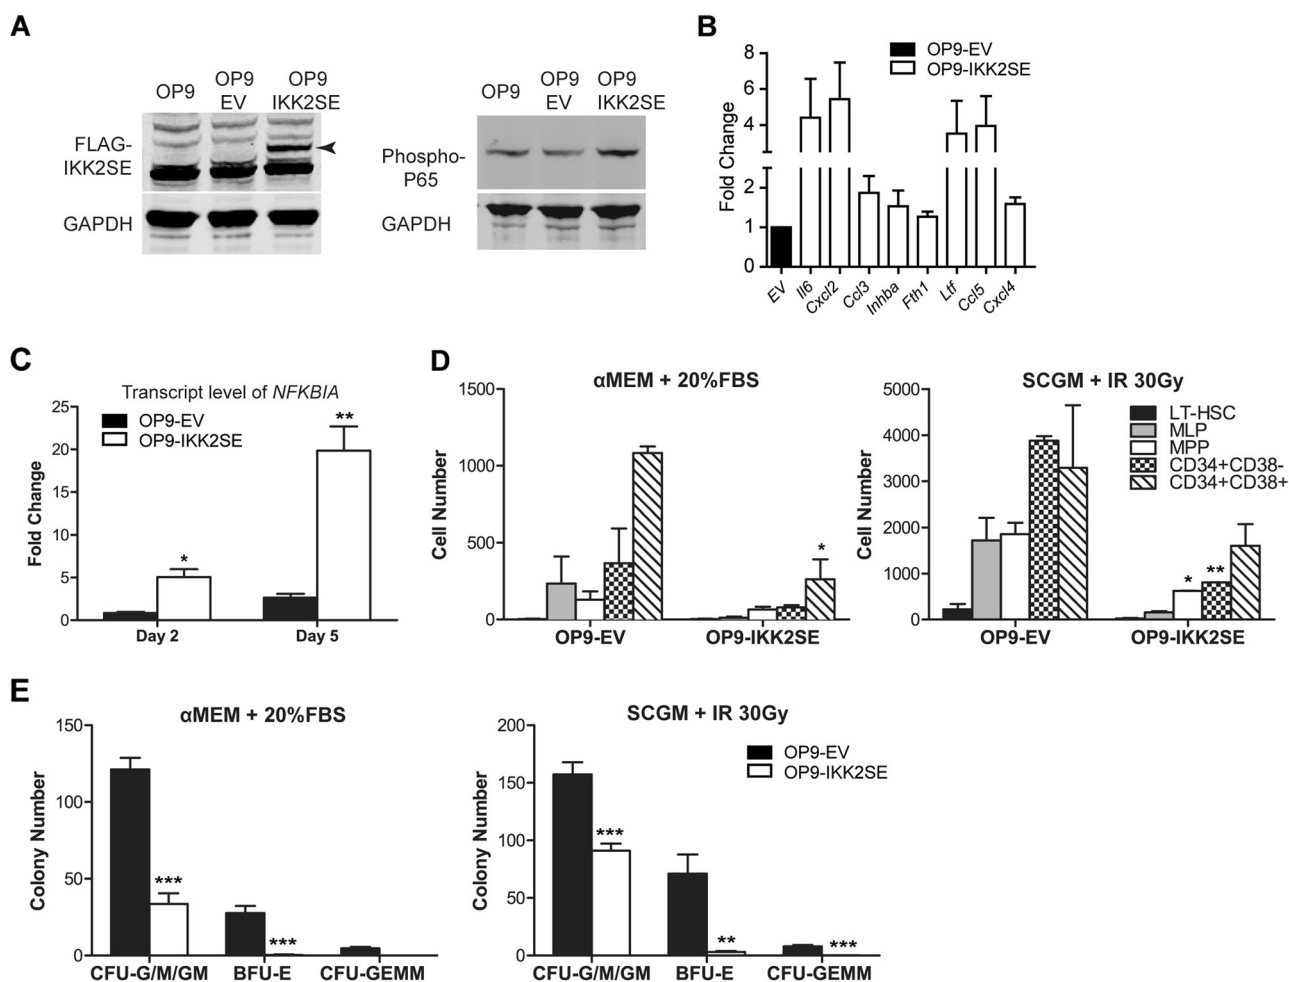 A
OP9
OP9
EV
OP9
IKK2SE
FLAG-
IKK2SE
GAPDH
OP9
OP9
EV
OP9
IKK2SE
Phospho-
P65
GAPDH
B
OP9-EV
OP9-IKK2SE
Fold Change
8
6
4
2
1
0
EV
Il6
Cxcl2
Ccl3
Inhba
Fth1
Ltf
Ccl5
Cxcl4
C
Transcript level of NFKBIA
OP9-EV
OP9-IKK2SE
Fold Change
25
20
15
10
5
0
*
**
Day 2
Day 5
D
αMEM + 20%FBS
Cell Number
1500
1000
500
0
*
OP9-EV
OP9-IKK2SE
SCGM + IR 30Gy
LT-HSC
MLP
MPP
CD34+CD38-
CD34+CD38+
Cell Number
5000
4000
3000
2000
1000
0
*
**
OP9-EV
OP9-IKK2SE
E
αMEM + 20%FBS
Colony Number
150
100
50
0
***
***
CFU-G/M/GM
BFU-E
CFU-GEMM
SCGM + IR 30Gy
OP9-EV
OP9-IKK2SE
Colony Number
200
150
100
50
0
***
**
***
CFU-G/M/GM
BFU-E
CFU-GEMM